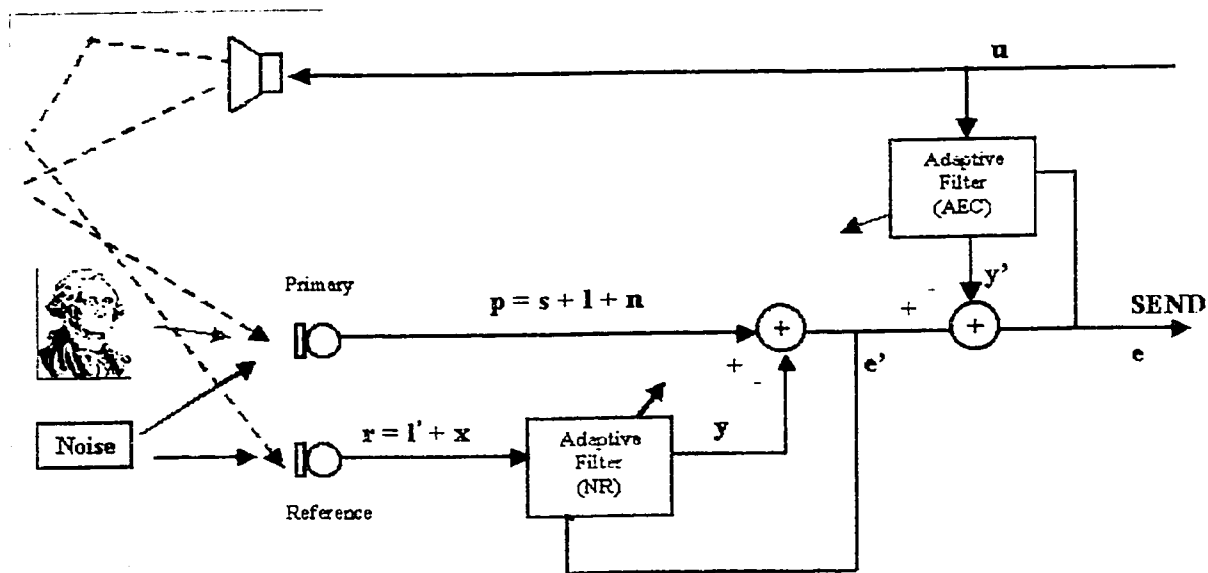 u
Adaptive
Filter
(AEC)
y'
Primary
p = s + l + n
+
-
+
+
SEND
+
-
e'
e
Noise
r = l' + x
Adaptive
Filter
(NR)
y
Reference